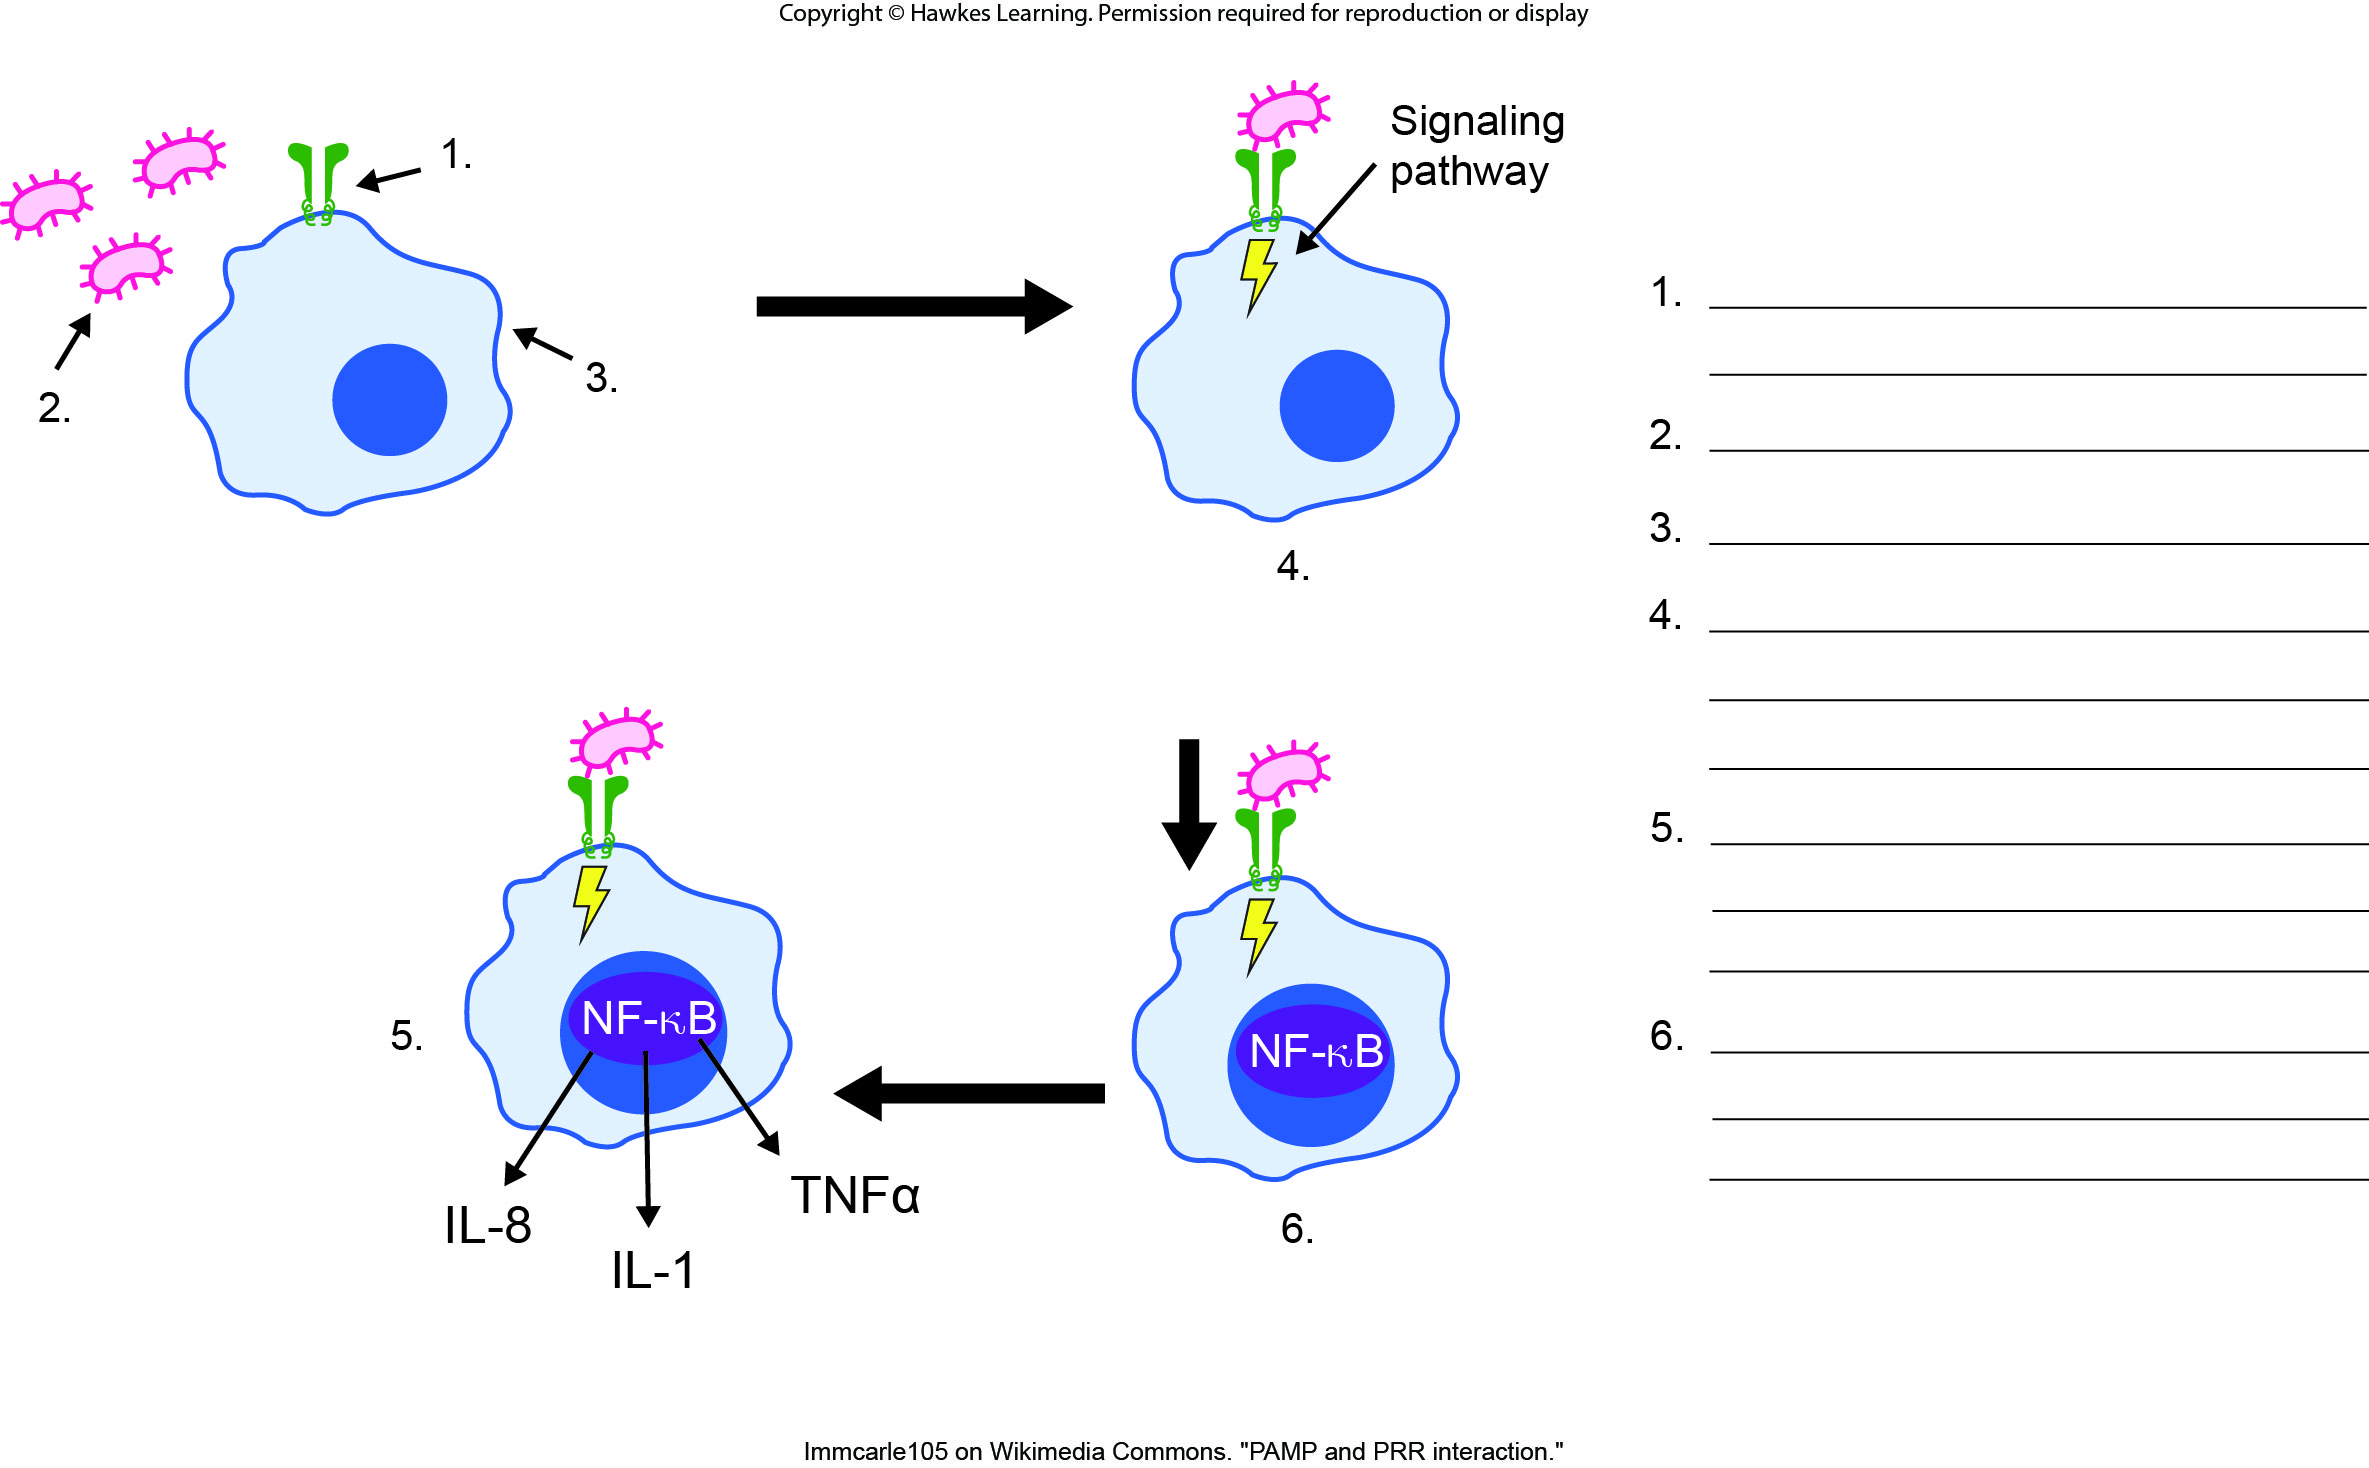 Copyright © Hawkes Learning. Permission required for reproduction or display
1.
2.
3.
Signaling
pathway
4.
5.
NF-κB
IL-8
IL-1
TNFα
NF-κB
6.
1.
2.
3.
4.
5.
6.
Immcarle105 on Wikimedia Commons. "PAMP and PRR interaction."